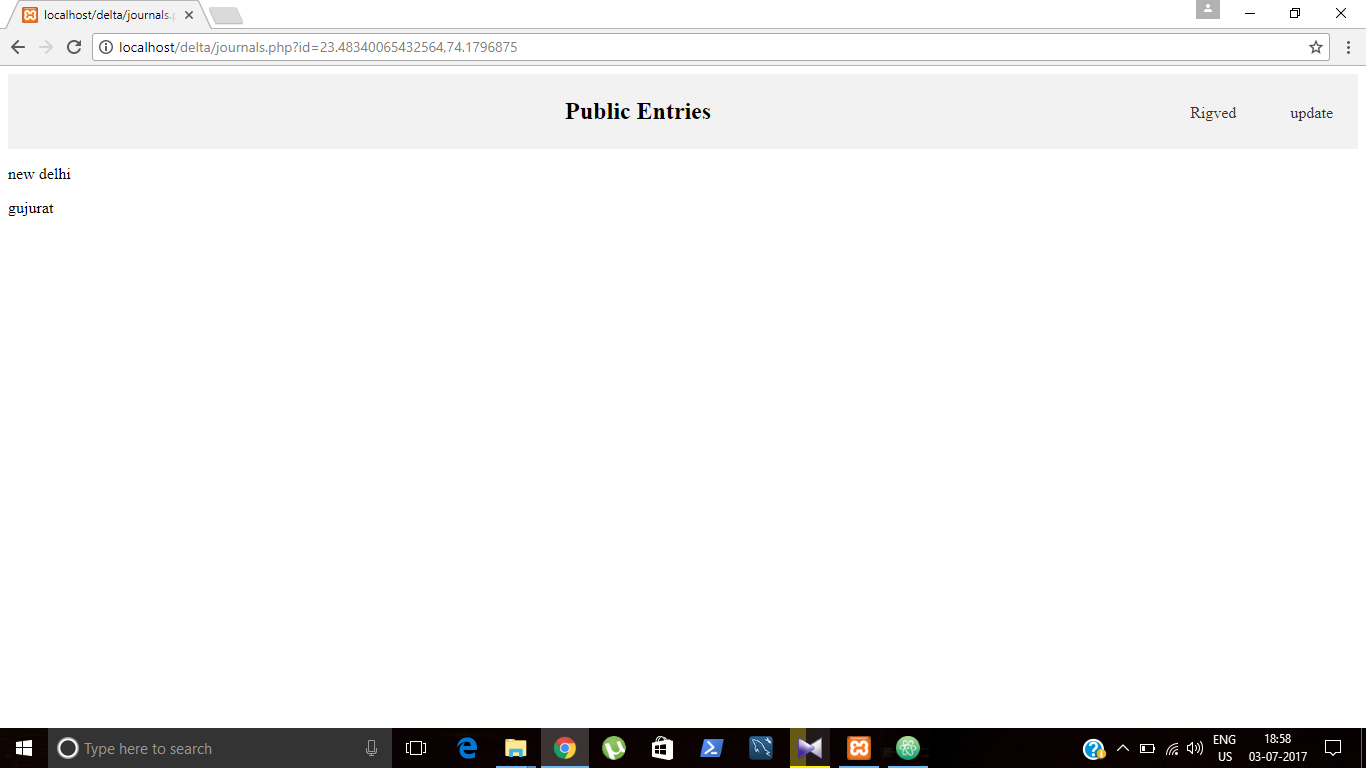 localhost/delta/journals.p
localhost/delta/journals.php?id=23.48340065432564,74.1796875
Public Entries
Rigved
update
new delhi
gujurat
Type here to search
ENG
US
18:58
03-07-2017